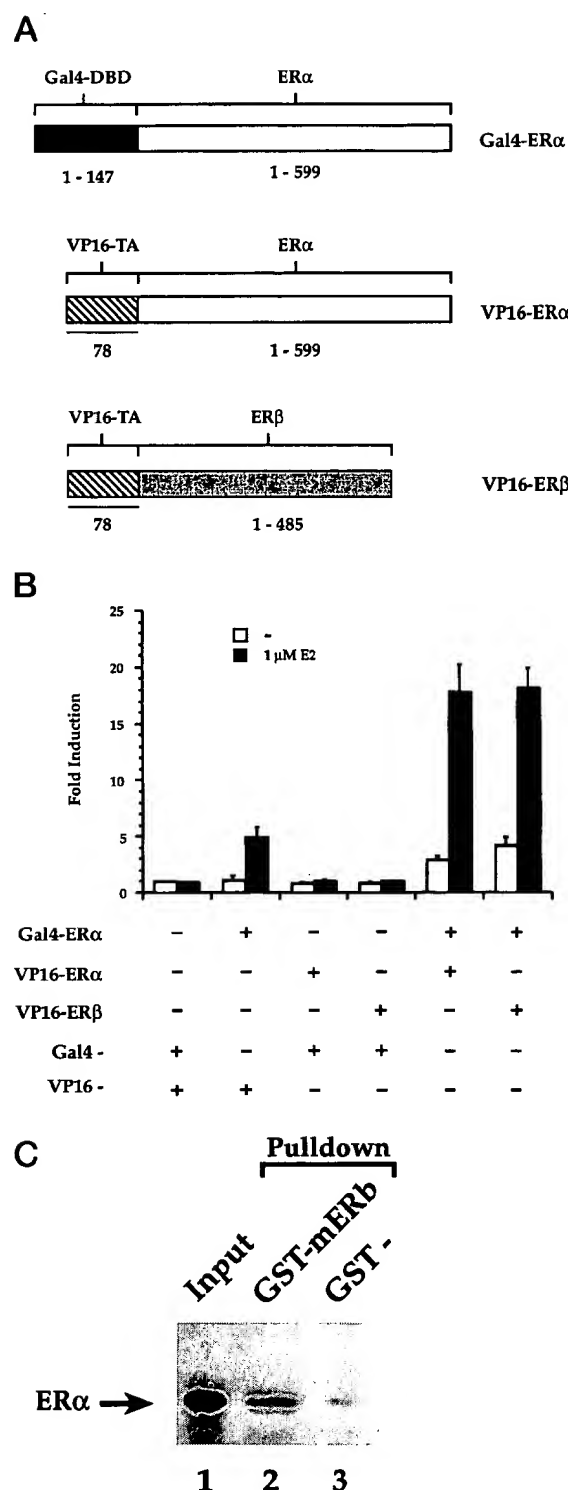 A
Gal4-DBD ERα
Gal4-ERα
1 - 147 1 - 599
VP16-TA ERα
VP16-ERα
78 1 - 599
VP16-TA ERβ
VP16-ERβ
78 1 - 485
B
25
20
15
10
5
0
Fold Induction
-
1 μM E2
Gal4-ERα - + - - + +
VP16-ERα - - + - + -
VP16-ERβ - - - + - +
Gal4 - + - + + - -
VP16 - + + - - - -
C
Pulldown
Input GST-mERb GST -
ERα
1 2 3